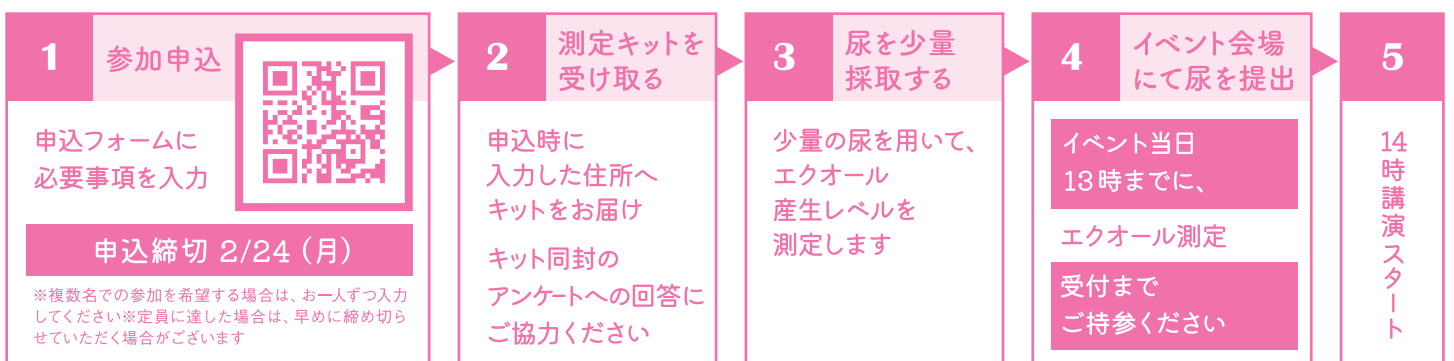 1
参加申込
申込フォームに
必要事項を入力
申込締切 2/24（月）
※複数名での参加を希望する場合は、お一人ずつ入力
してください※定員に達した場合は、早めに締め切ら
せていただく場合がございます
2
測定キットを
受け取る
申込時に
入力した住所へ
キットをお届け
キット同封の
アンケートへの回答に
ご協力ください
3
尿を少量
採取する
少量の尿を用いて、
エクオール
産生レベルを
測定します
4
イベント会場
にて尿を提出
イベント当日
13時までに、
エクオール測定
受付まで
ご持参ください
5
14時講演スタート